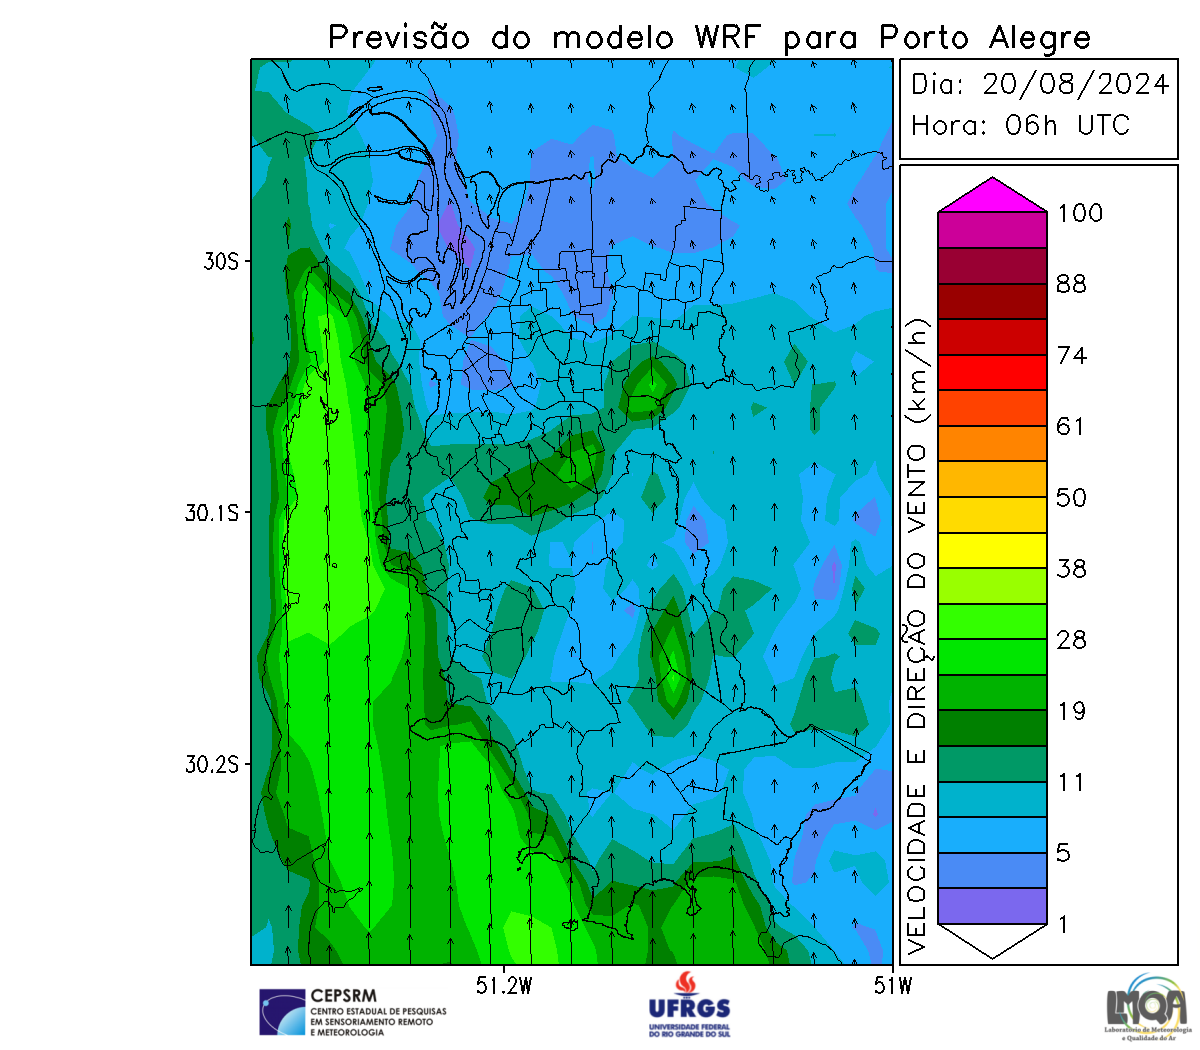 Previsão do modelo WRF para Porto Alegre
Dia: 20/08/2024
Hora: 06h UTC
100
88
74
61
50
38
28
19
11
5
1
VELOCIDADE E DIREÇÃO DO VENTO (km/h)
30S
30.1S
30.2S
51.2W
51W
CEPSRM
CENTRO ESTADUAL DE PESQUISAS
EM SENSORIAMENTO REMOTO
E METEOROLOGIA
UFRGS
UNIVERSIDADE FEDERAL
DO RIO GRANDE DO SUL
LMQA
Laboratório de Meteorologia
e Qualidade do Ar